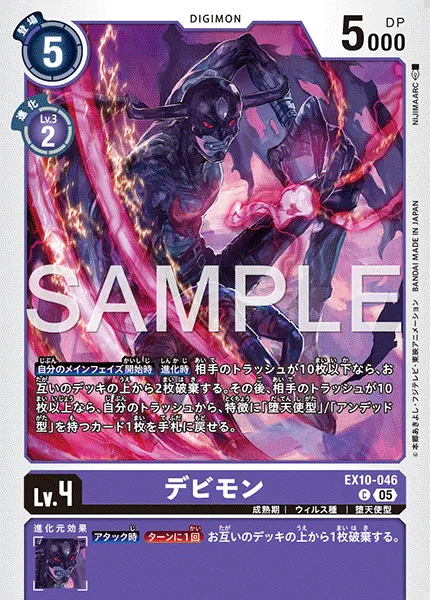 DIGIMON
登場
5
DP
5000
進化
Lv.3
2
SAMPLE
自分のメインフェイズ開始時 進化時 相手のトラッシュが10枚以下なら、お
互いのデッキの上から2枚破棄する。その後、相手のトラッシュが10
枚以上なら、自分のトラッシュから、特徴に「堕天使型」/「アンデッド
型」を持つカード1枚を手札に戻せる。
NIJIMAARC
©本郷あきよし・フジテレビ・東映アニメーション BANDAI MADE IN JAPAN
Lv.4
デビモン
EX10-046
C 05
成熟期 | ウィルス種 | 堕天使型
進化元効果
アタック時 ターンに1回 お互いのデッキの上から1枚破棄する。